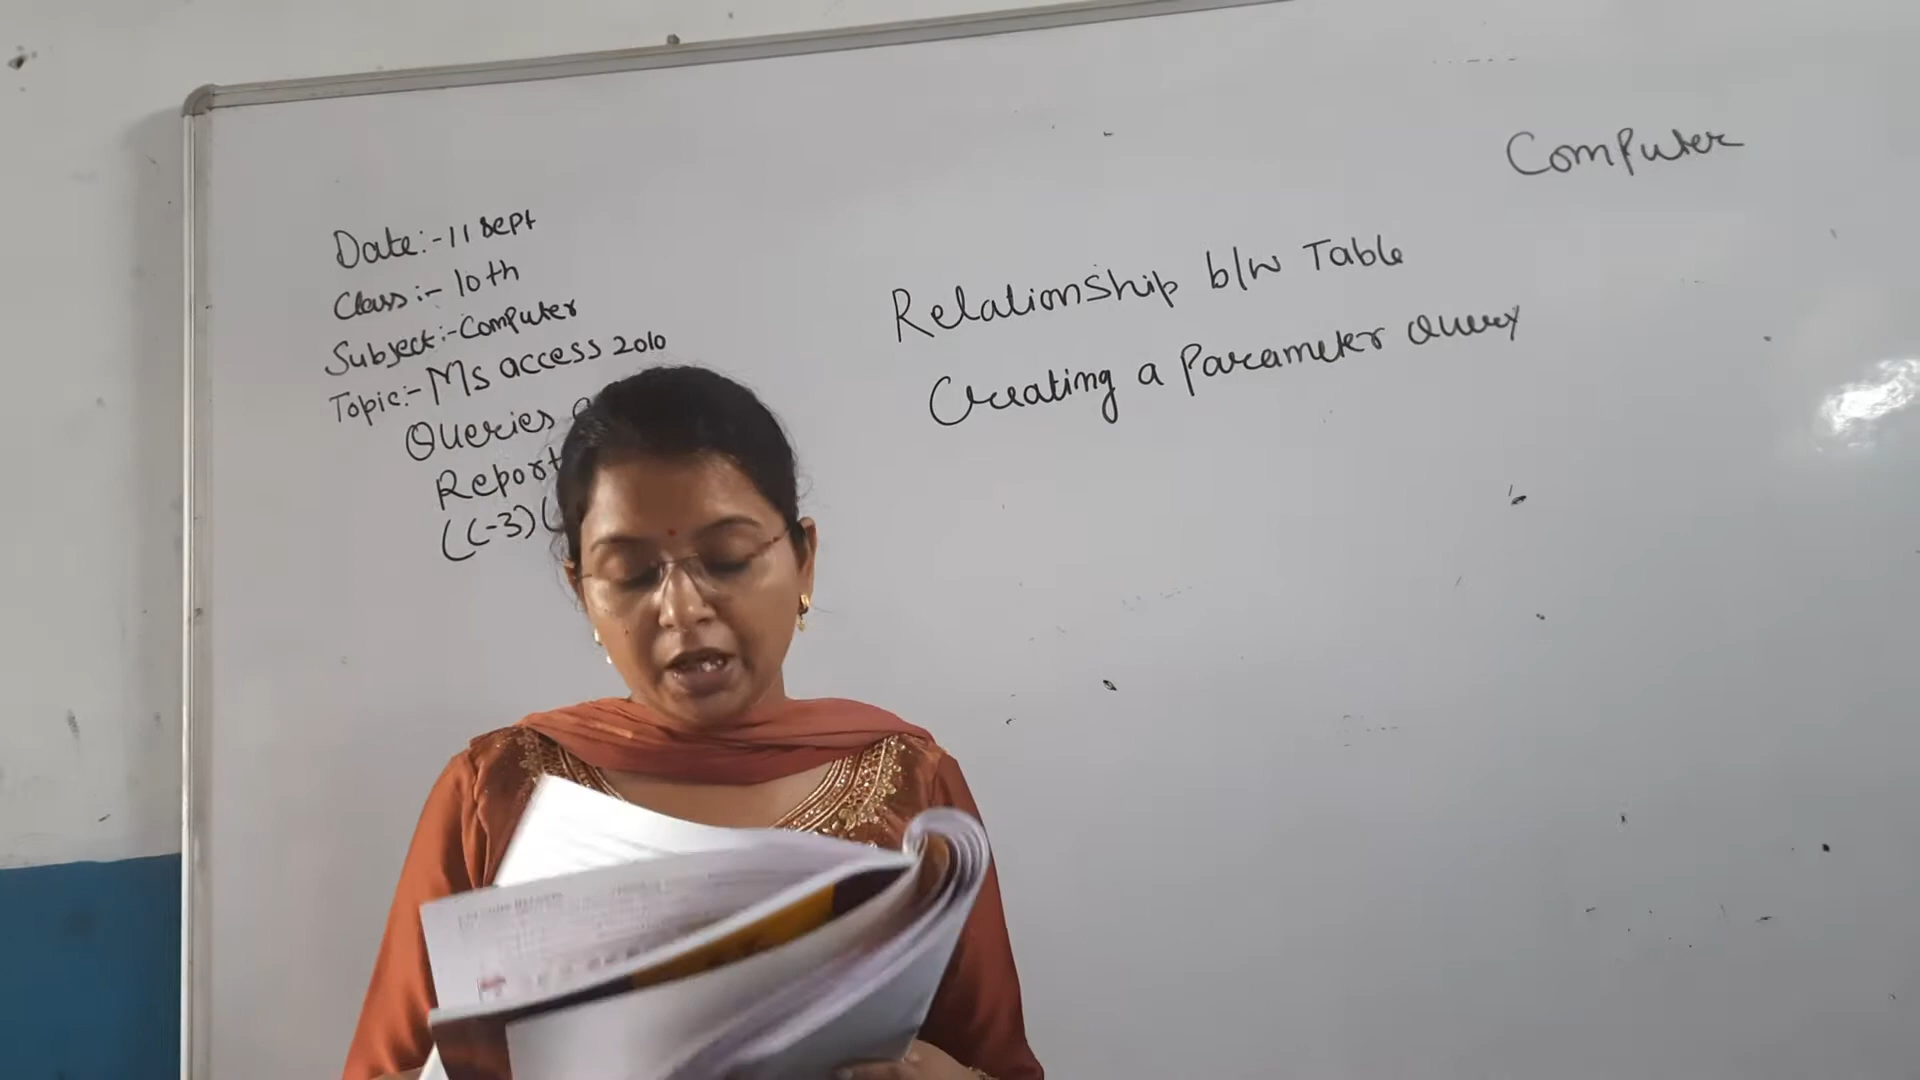 Date:-11 Sept
Class:- 10th
Subject:-Computer
Topic:- Ms access 2010
Queries
Report
((-3)(
Computer
Relationship b/w Table
Creating a Parameter Query